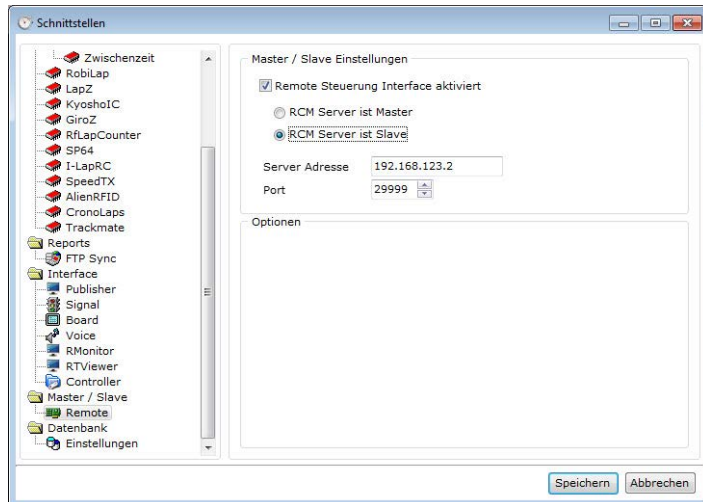 Schnittstellen
Zwischenzeit
RobiLap
LapZ
KyoshoIC
GiroZ
RfLapCounter
SP64
I-LapRC
SpeedTX
AlienRFID
CronoLaps
Trackmate
Reports
FTP Sync
Interface
Publisher
Signal
Board
Voice
RMonitor
RTViewer
Controller
Master / Slave
Remote
Datenbank
Einstellungen
Master / Slave Einstellungen
Remote Steuerung Interface aktiviert
RCM Server ist Master
RCM Server ist Slave
Server Adresse 192.168.123.2
Port 29999
Optionen
Speichern Abbrechen